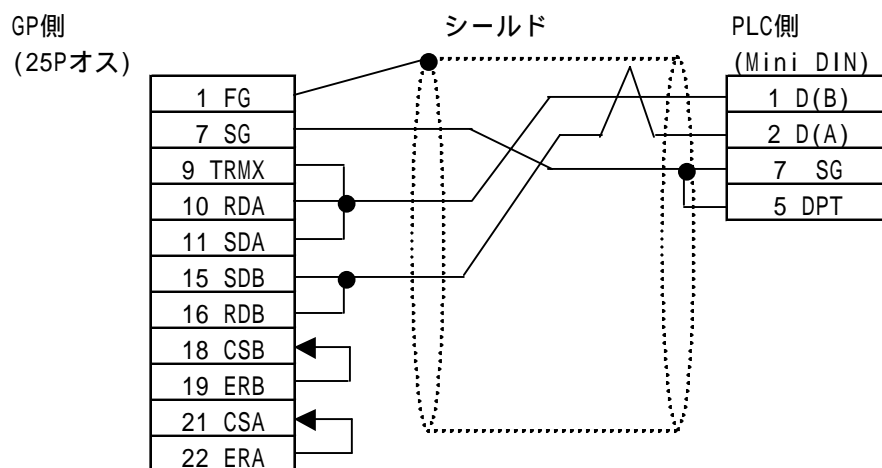 GP側
シールド
PLC側
(25Pオス)
(Mini DIN)
1 FG
7 SG
9 TRMX
10 RDA
11 SDA
15 SDB
16 RDB
18 CSB
19 ERB
21 CSA
22 ERA
1 D(B)
2 D(A)
7 SG
5 DPT